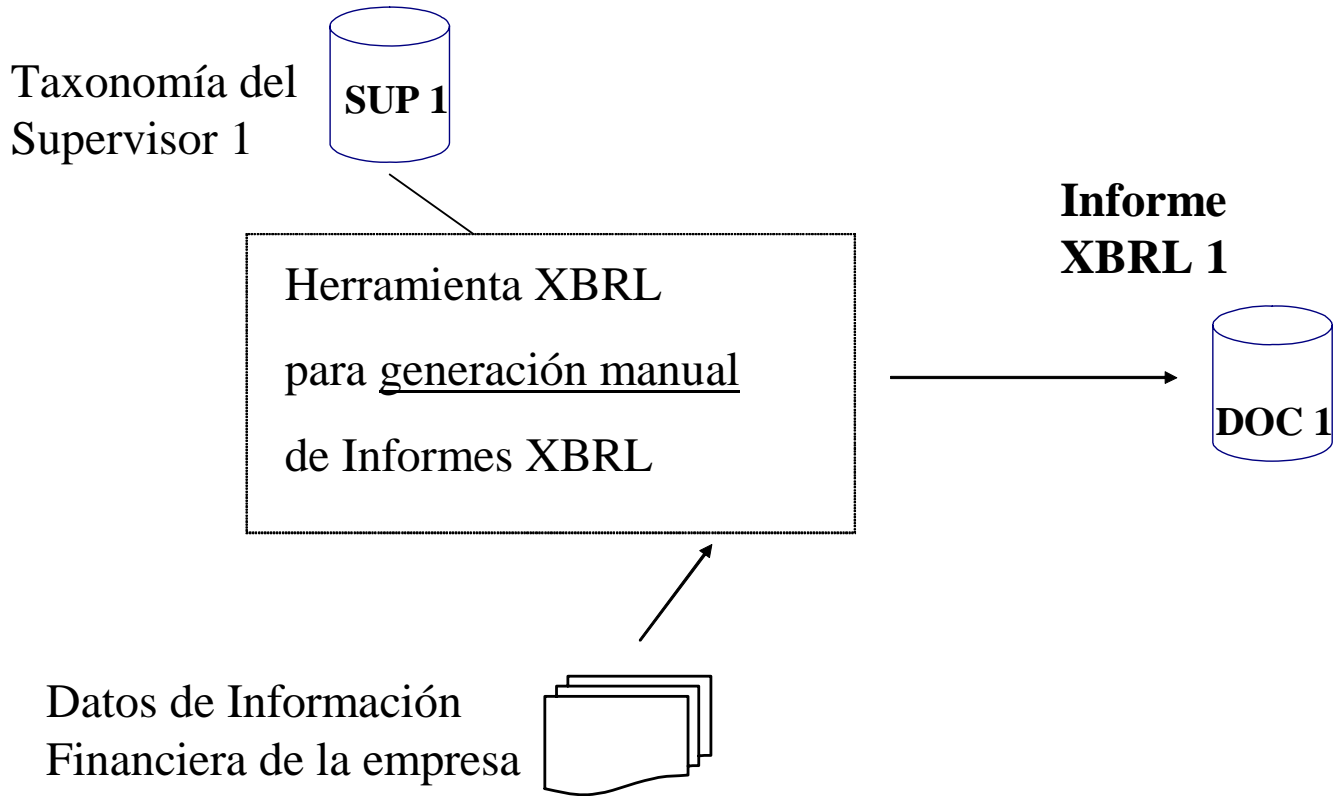 Taxonomía del
Supervisor 1
SUP 1
Informe
XBRL 1
Herramienta XBRL
para generación manual
de Informes XBRL
DOC 1
Datos de Información
Financiera de la empresa